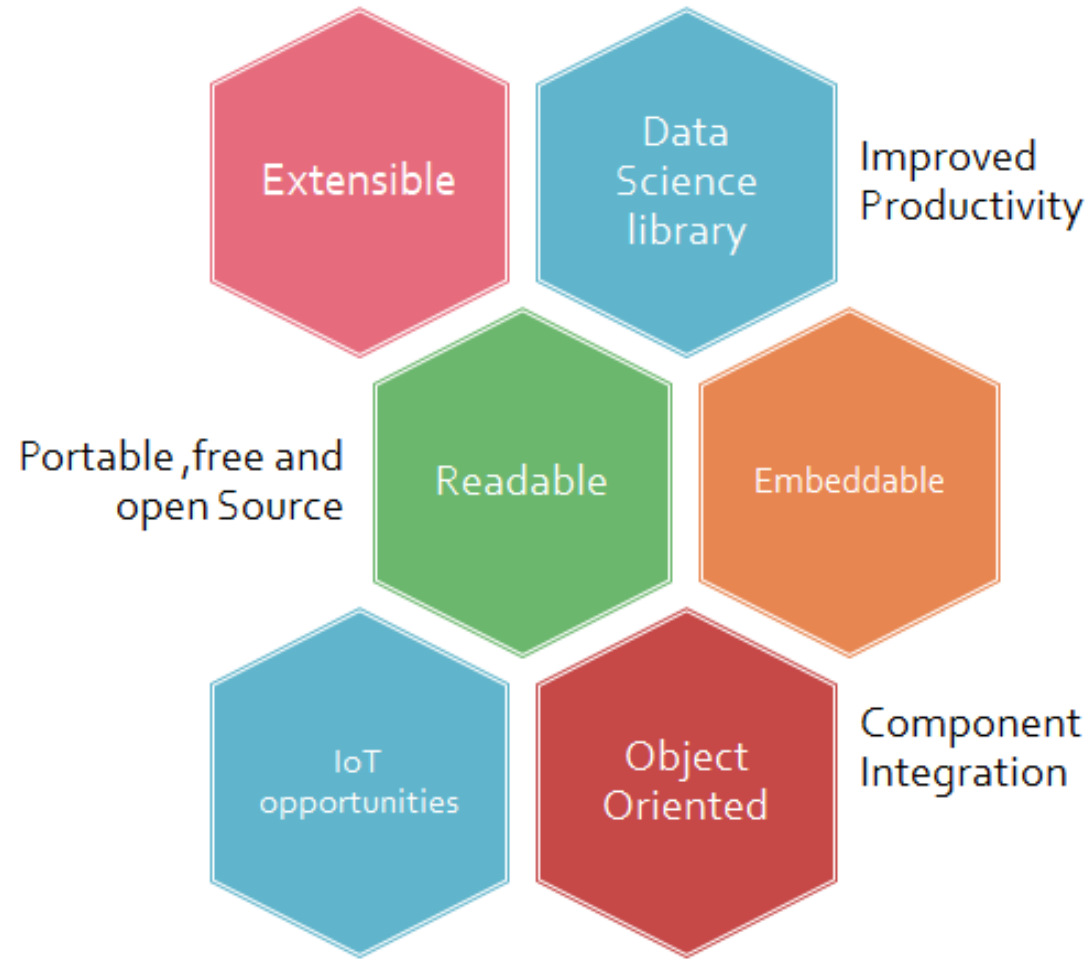 Extensible
Data
Science
library
Improved
Productivity
Portable ,free and
open Source
Readable
Embeddable
IoT
opportunities
Object
Oriented
Component
Integration